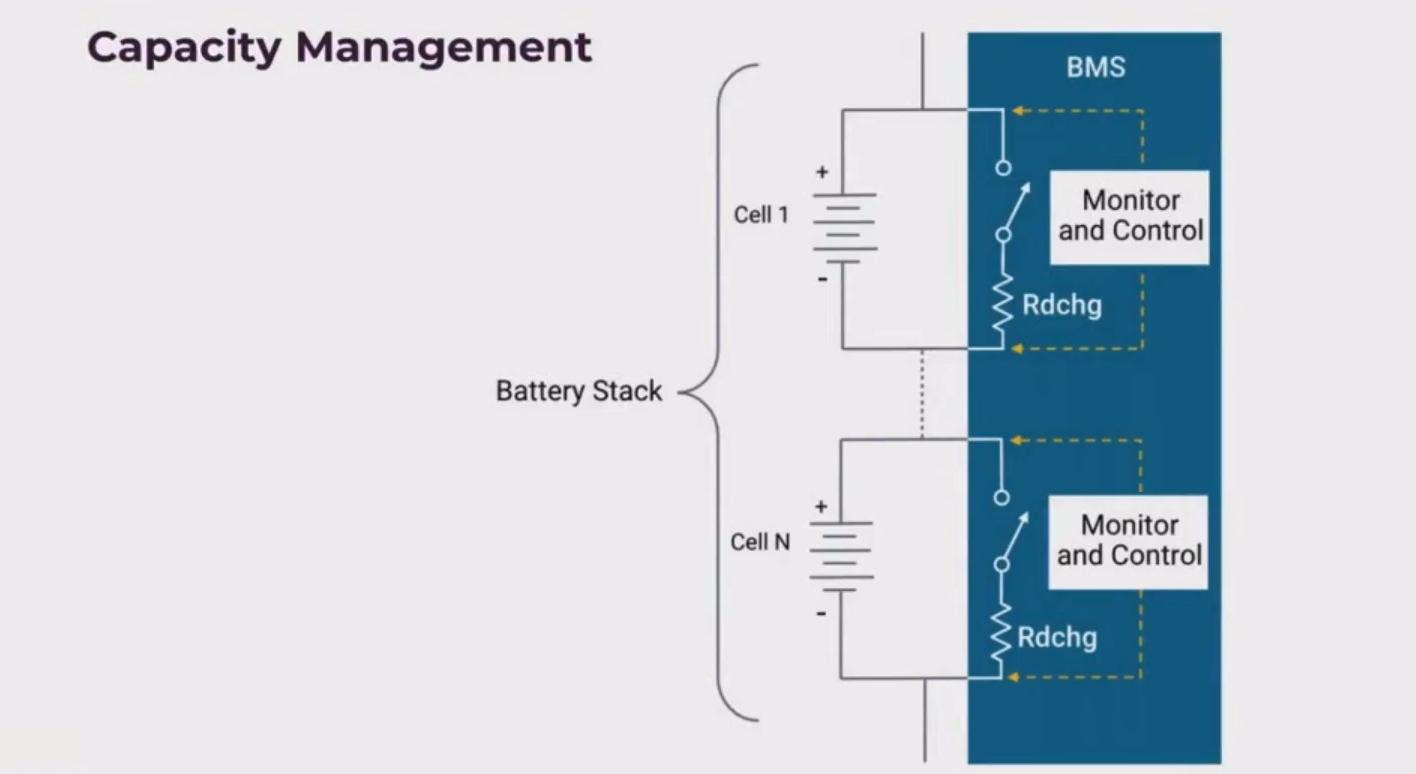 Capacity Management
BMS
+
Cell 1
-
Monitor
and Control
Rdchg
Battery Stack
+
Cell N
-
Monitor
and Control
Rdchg